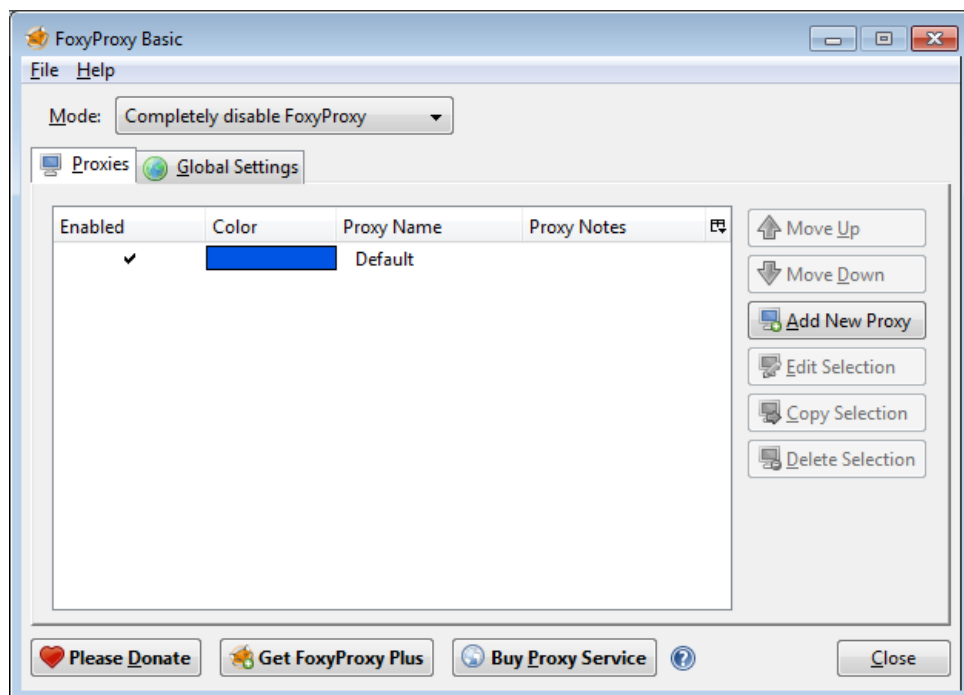 FoxyProxy Basic
File Help
Mode: Completely disable FoxyProxy
Proxies Global Settings
Enabled Color Proxy Name Proxy Notes
Default
Move Up
Move Down
Add New Proxy
Edit Selection
Copy Selection
Delete Selection
Please Donate Get FoxyProxy Plus Buy Proxy Service ? Close